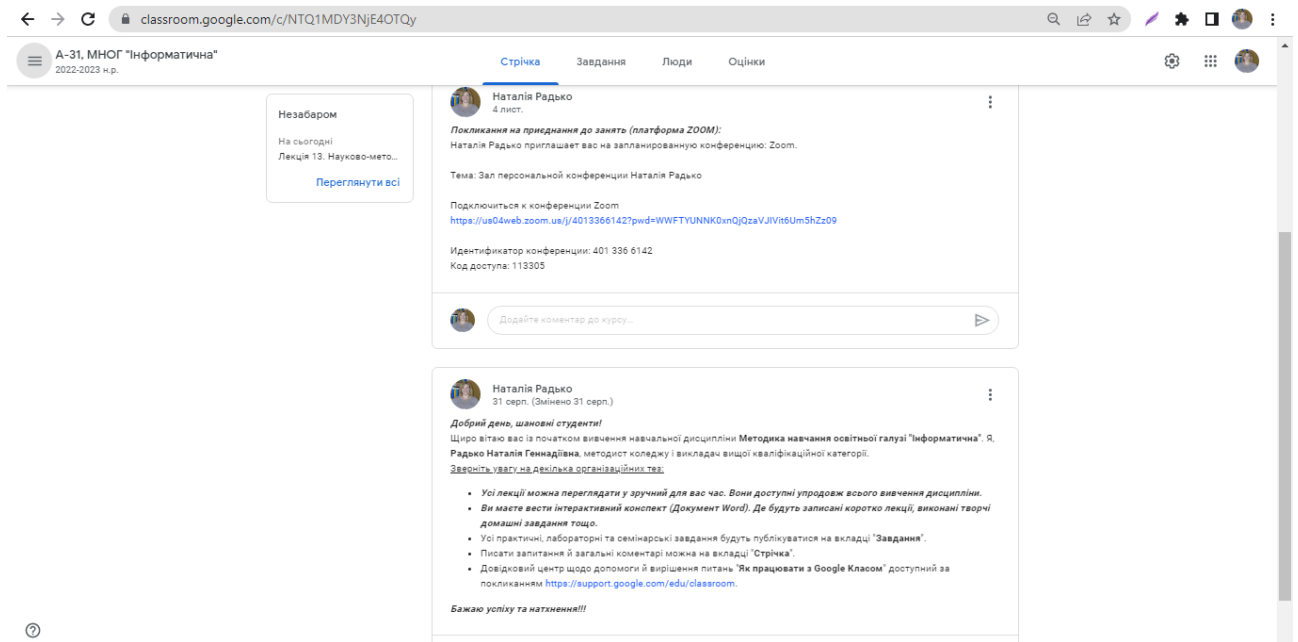 classroom.google.com/c/NTQ1MDY3NjE4OTQy
А-31, МНОГ "Інформатична"
2022-2023 н.р.
Стрічка
Завдання
Люди
Оцінки
Незабаром
На сьогодні
Лекція 13. Науково-мето...
Переглянути всі
Наталія Радько
4 лист.
Покликання на приєднання до занять (платформа ZOOM):
Наталія Радько приглашает вас на запланированную конференцию: Zoom.
Тема: Зал персональной конференции Наталія Радько
Подключиться к конференции Zoom
https://us04web.zoom.us/j/4013366142?pwd=WWFTYUNNK0xnQjQzaVJIVit6Um5hZz09
Идентификатор конференции: 401 336 6142
Код доступа: 113305
Додайте коментар до курсу...
Наталія Радько
31 серп. (Змінено 31 серп.)
Добрий день, шановні студенти!
Щиро вітаю вас із початком вивчення навчальної дисципліни Методика навчання освітньої галузі "Інформатична". Я,
Радько Наталія Геннадіївна, методист коледжу і викладач вищої кваліфікаційної категорії.
Зверніть увагу на декілька організаційних тез:
• Усі лекції можна переглядати у зручний для вас час. Вони доступні упродовж всього вивчення дисципліни.
• Ви маєте вести інтерактивний конспект (Документ Word). Де будуть записані коротко лекції, виконані творчі
домашні завдання тощо.
• Усі практичні, лабораторні та семінарські завдання будуть публікуватися на вкладці "Завдання".
• Писати запитання й загальні коментарі можна на вкладці "Стрічка".
• Довідковий центр щодо допомоги й вирішення питань "Як працювати з Google Класом" доступний за
покликанням https://support.google.com/edu/classroom.
Бажаю успіху та натхнення!!!